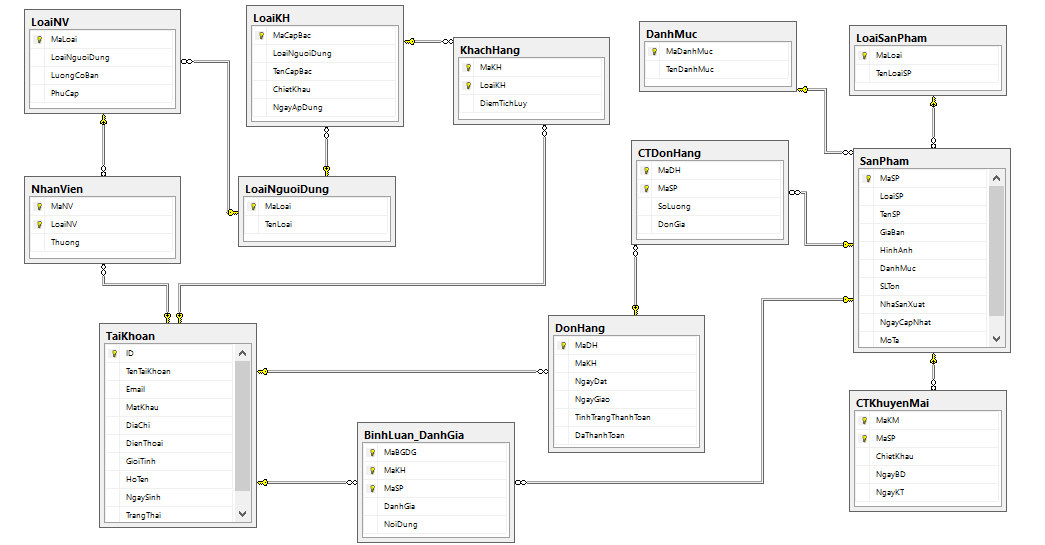 LoaiNV
MaLoai
LoaiNguoiDung
LuongCoBan
PhuCap
LoaiKH
MaCapBac
LoaiNguoiDung
TenCapBac
ChietKhau
NgayApDung
KhachHang
MaKH
LoaiKH
DiemTichLuy
DanhMuc
MaDanhMuc
TenDanhMuc
LoaiSanPham
MaLoai
TenLoaiSP
NhanVien
MaNV
LoaiNV
Thuong
LoaiNguoiDung
MaLoai
TenLoai
CTDonHang
MaDH
MaSP
SoLuong
DonGia
SanPham
MaSP
LoaiSP
TenSP
GiaBan
HinhAnh
DanhMuc
SLTon
NhaSanXuat
NgayCapNhat
MoTa
TaiKhoan
ID
TenTaiKhoan
Email
MatKhau
DiaChi
DienThoai
GioiTinh
HoTen
NgaySinh
TrangThai
DonHang
MaDH
MaKH
NgayDat
NgayGiao
TinhTrangThanhToan
DaThanhToan
BinhLuan_DanhGia
MaBGDG
MaKH
MaSP
DanhGia
NoiDung
CTKhuyenMai
MaKM
MaSP
ChietKhau
NgayBD
NgayKT